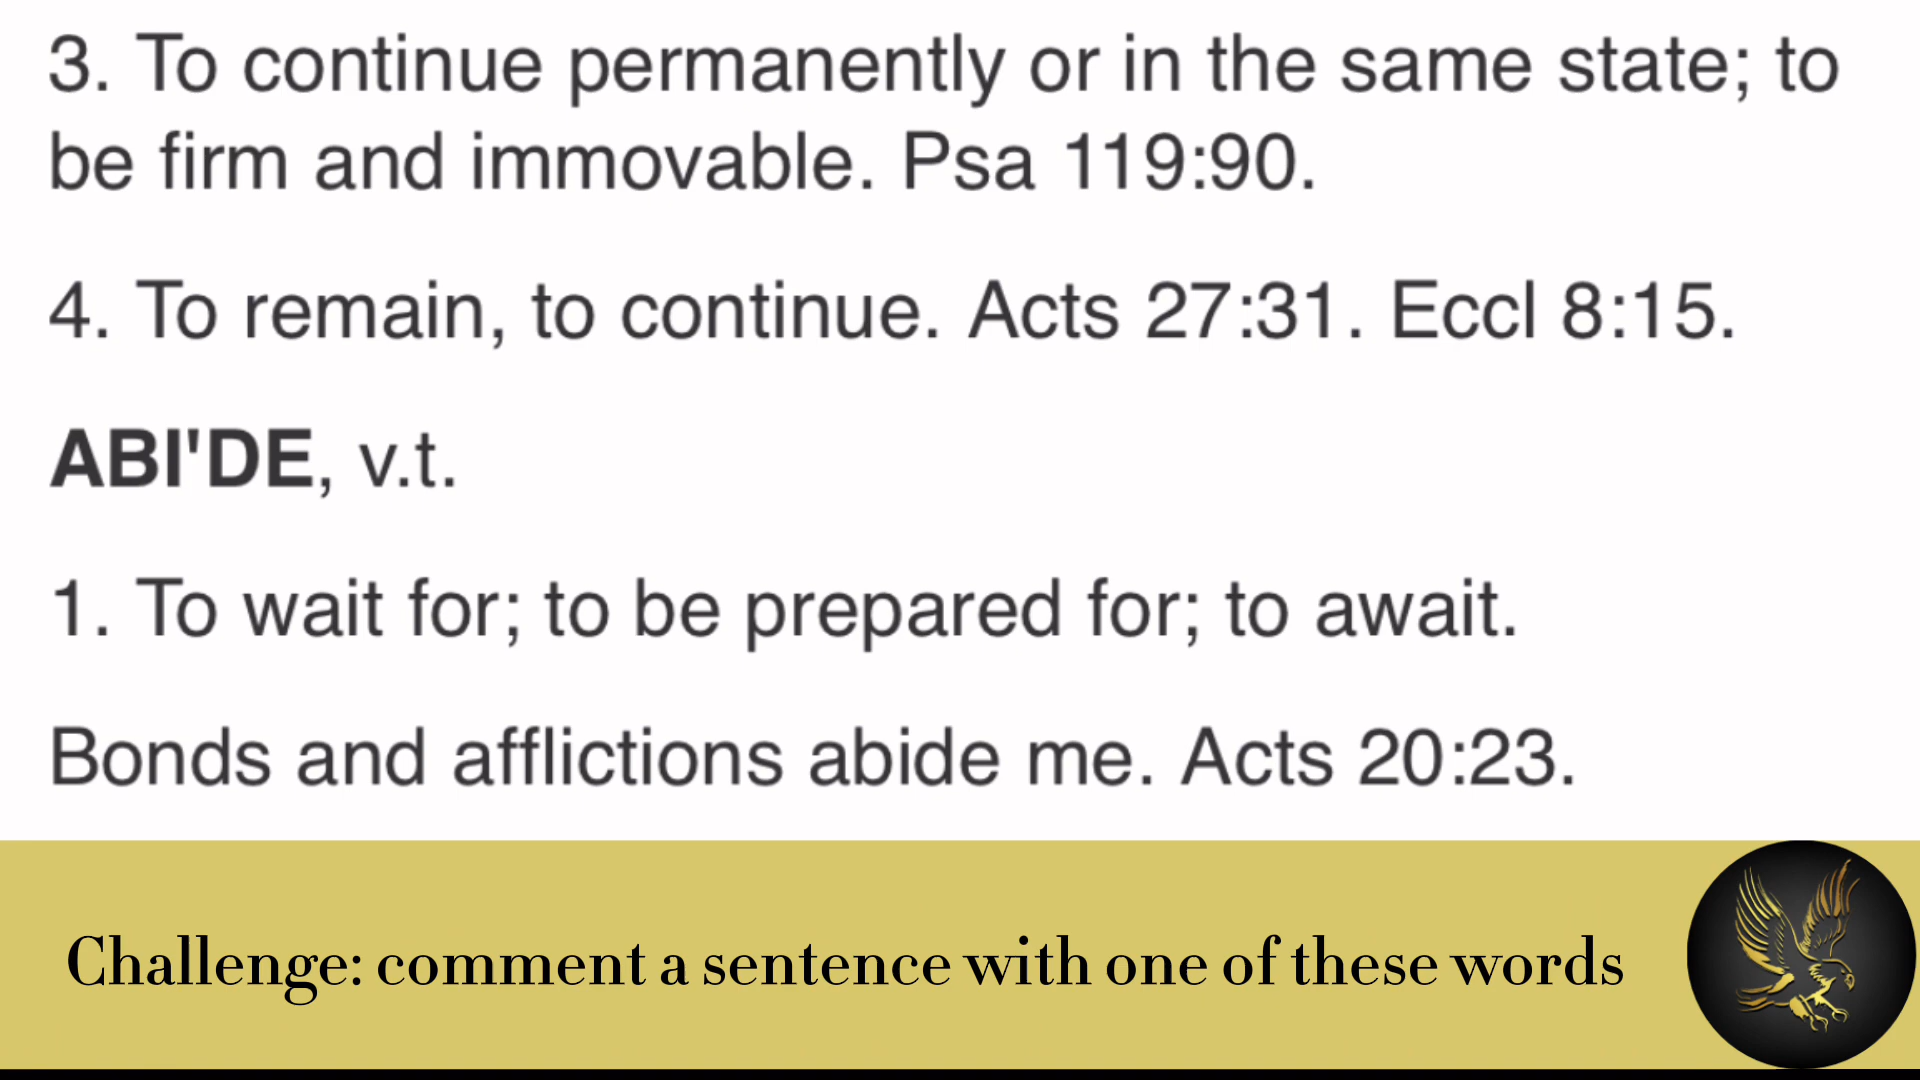 3. To continue permanently or in the same state; to
be firm and immovable. Psa 119:90.
4. To remain, to continue. Acts 27:31. Eccl 8:15.
ABI'DE, v.t.
1. To wait for; to be prepared for; to await.
Bonds and afflictions abide me. Acts 20:23.
Challenge: comment a sentence with one of these words